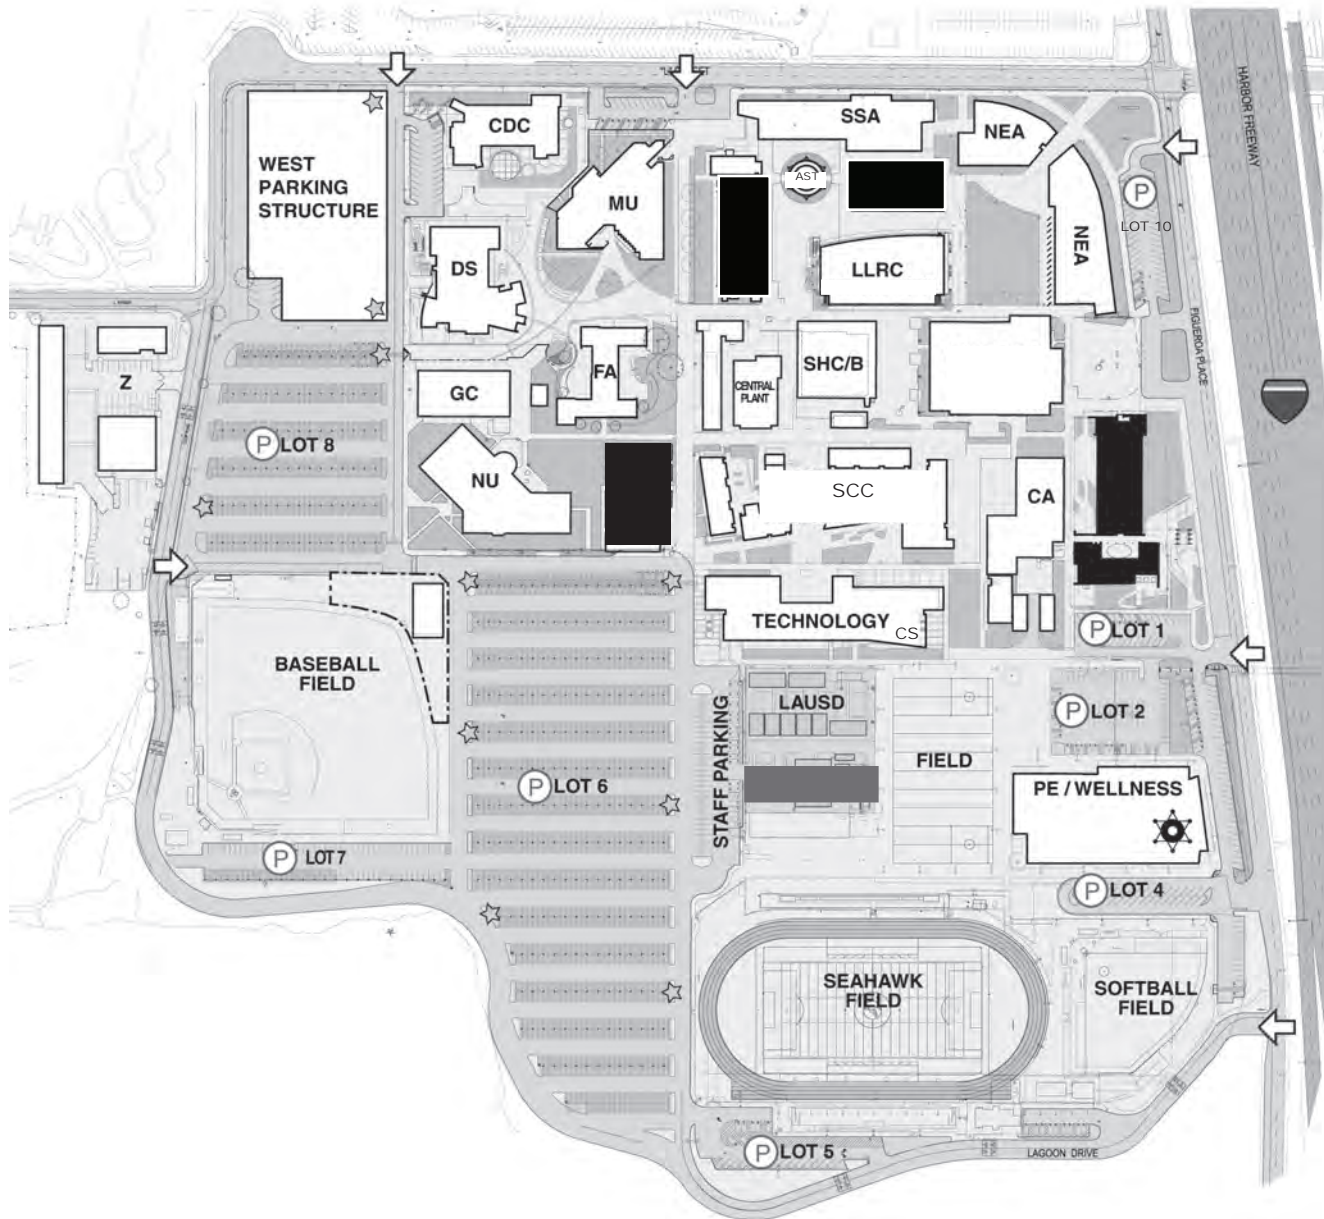 HARBOR FREEWAY
CDC
SSA
NEA
WEST
PARKING
STRUCTURE
MU
AST
LOT 10
P
NEA
DS
LLRC
FIGUEROA PLACE
Z
FA
SHC/B
CENTRAL
PLANT
GC
P LOT 8
NU
SCC
CA
TECHNOLOGY
CS
P LOT 1
BASEBALL
FIELD
LAUSD
P LOT 2
STAFF PARKING
FIELD
P LOT 6
PE / WELLNESS
P LOT 7
P LOT 4
SEAHAWK
FIELD
SOFTBALL
FIELD
P LOT 5
LAGOON DRIVE